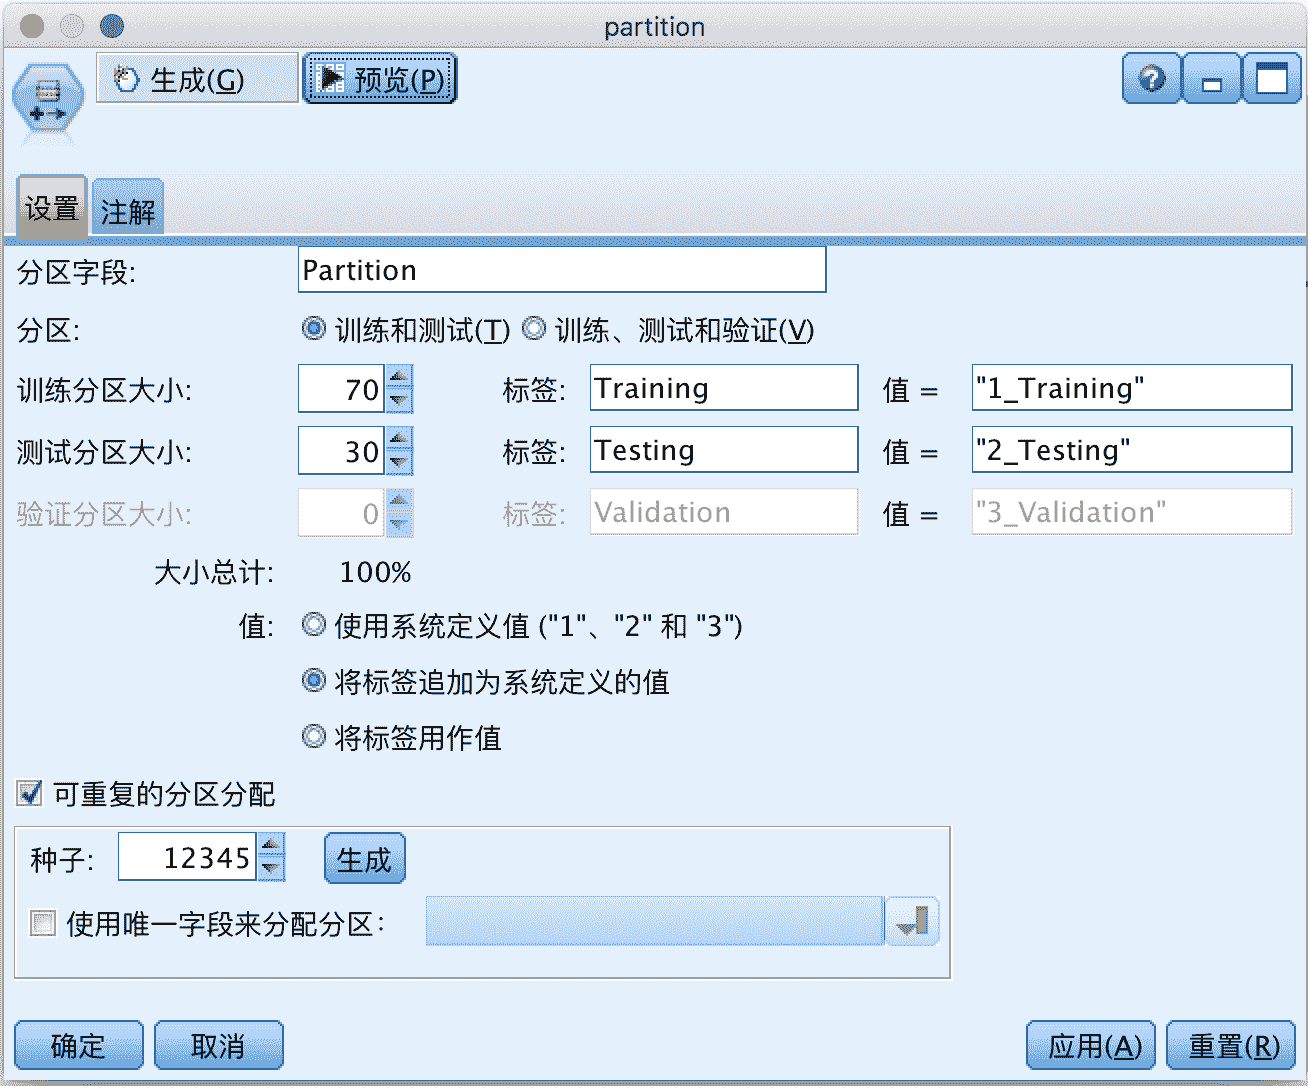 partition
生成(G) 预览(P)
设置 注解
分区字段: Partition
分区: 训练和测试(T) 训练、测试和验证(V)
训练分区大小: 70 标签: Training 值 = "1_Training"
测试分区大小: 30 标签: Testing 值 = "2_Testing"
验证分区大小: 0 标签: Validation 值 = "3_Validation"
大小总计: 100%
值: 使用系统定义值 ("1"、"2" 和 "3")
将标签追加为系统定义的值
将标签用作值
可重复的分区分配
种子: 12345 生成
使用唯一字段来分配分区:
确定 取消 应用(A) 重置(R)